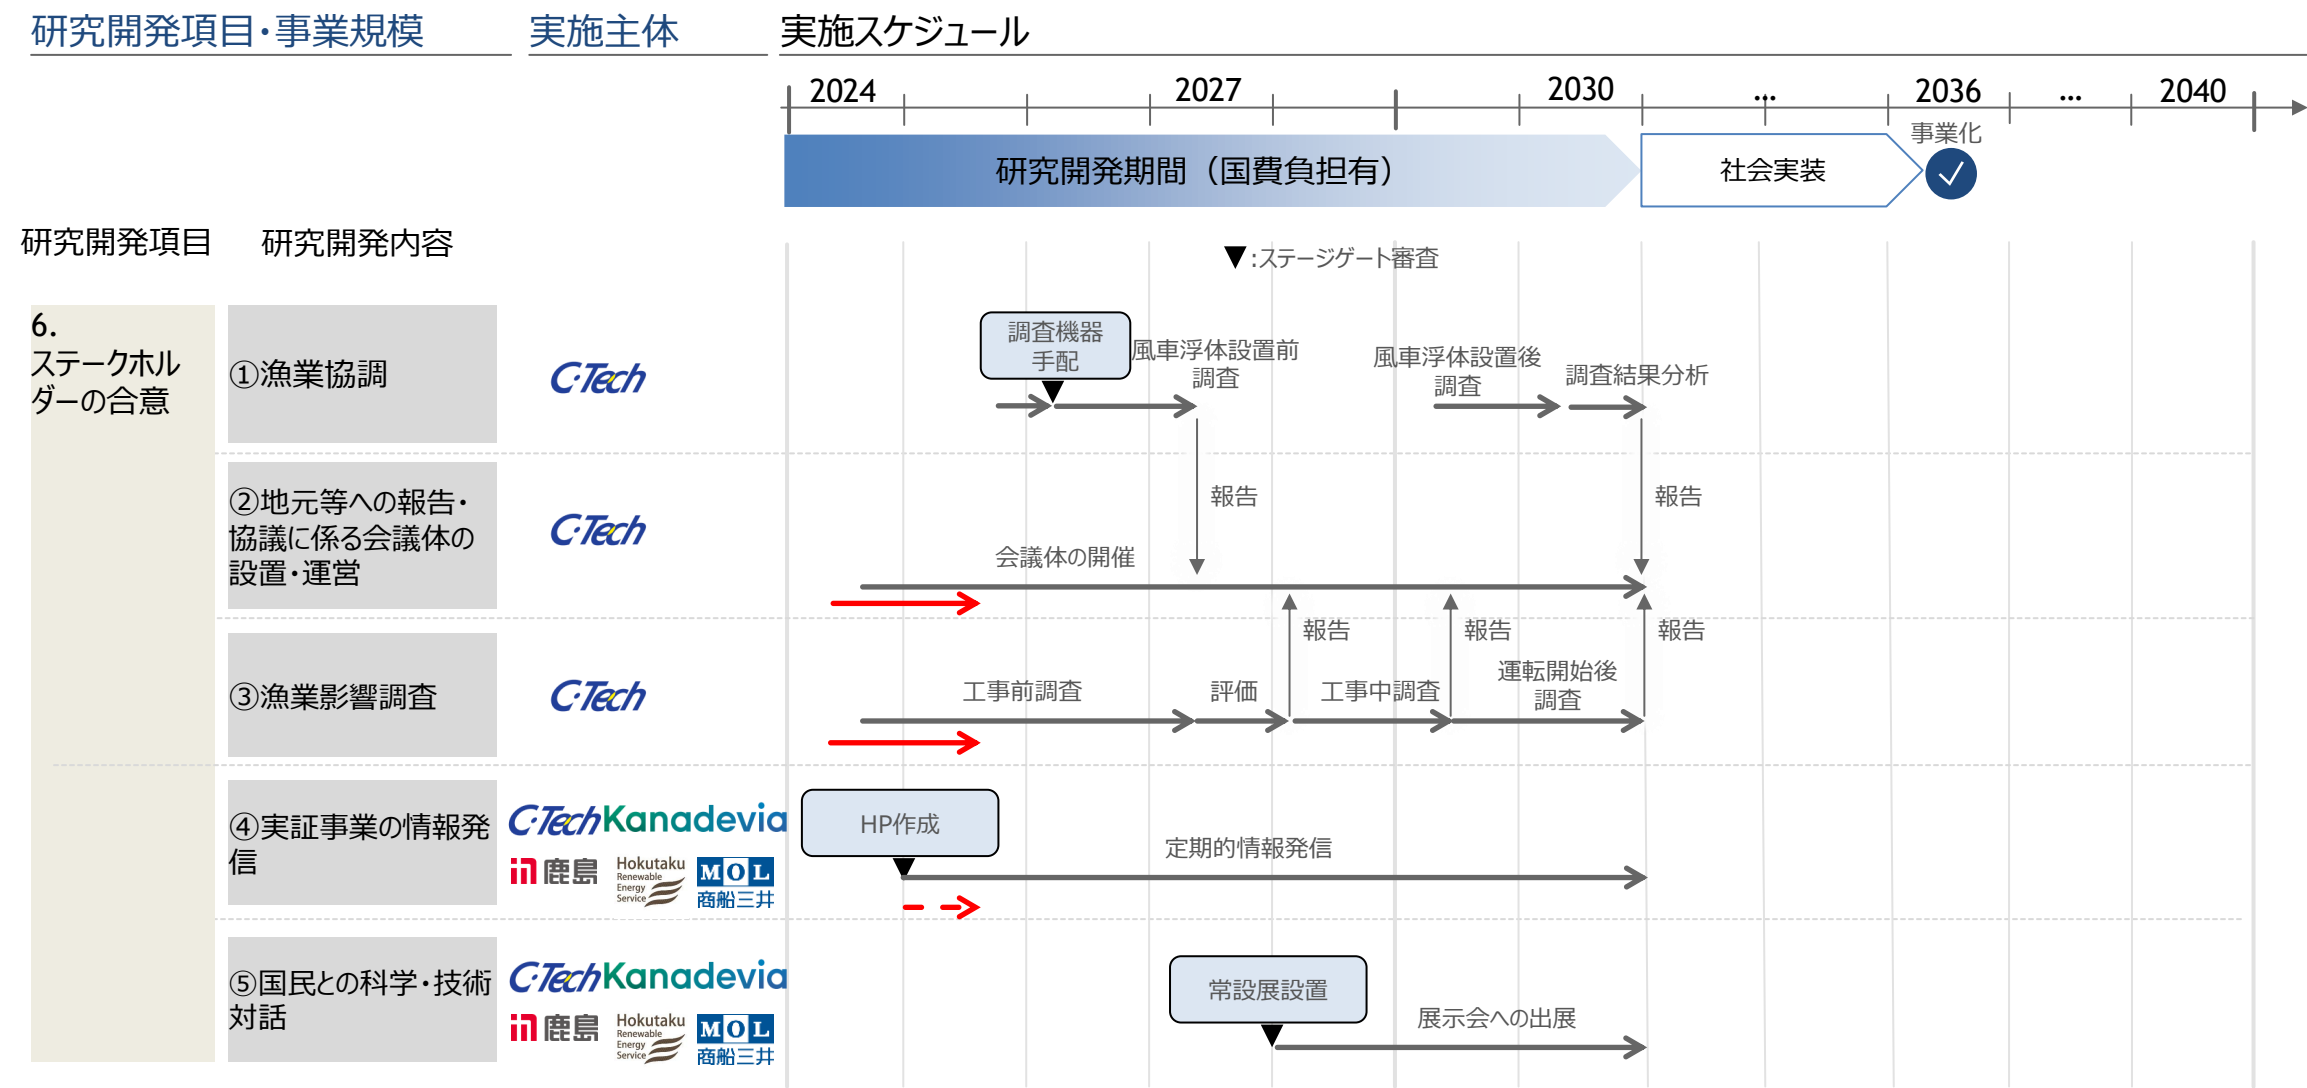 研究開発項目・事業規模
実施主体
実施スケジュール
2024
2027
2030
…
2036
…
2040
事業化
研究開発期間（国費負担有）
社会実装
研究開発項目
研究開発内容
▼:ステージゲート審査
6.
ステークホル
ダーの合意
①漁業協調
C-Tech
調査機器
手配
風車浮体設置前
調査
風車浮体設置後
調査
調査結果分析
②地元等への報告・
協議に係る会議体の
設置・運営
C-Tech
報告
報告
会議体の開催
③漁業影響調査
C-Tech
報告
報告
報告
工事前調査
評価
工事中調査
運転開始後
調査
④実証事業の情報発
信
C-Tech
Kanadevia
鹿島
Hokutaku
Renewable
Energy
Service
MOL
商船三井
HP作成
定期的情報発信
⑤国民との科学・技術
対話
C-Tech
Kanadevia
鹿島
Hokutaku
Renewable
Energy
Service
MOL
商船三井
常設展設置
展示会への出展